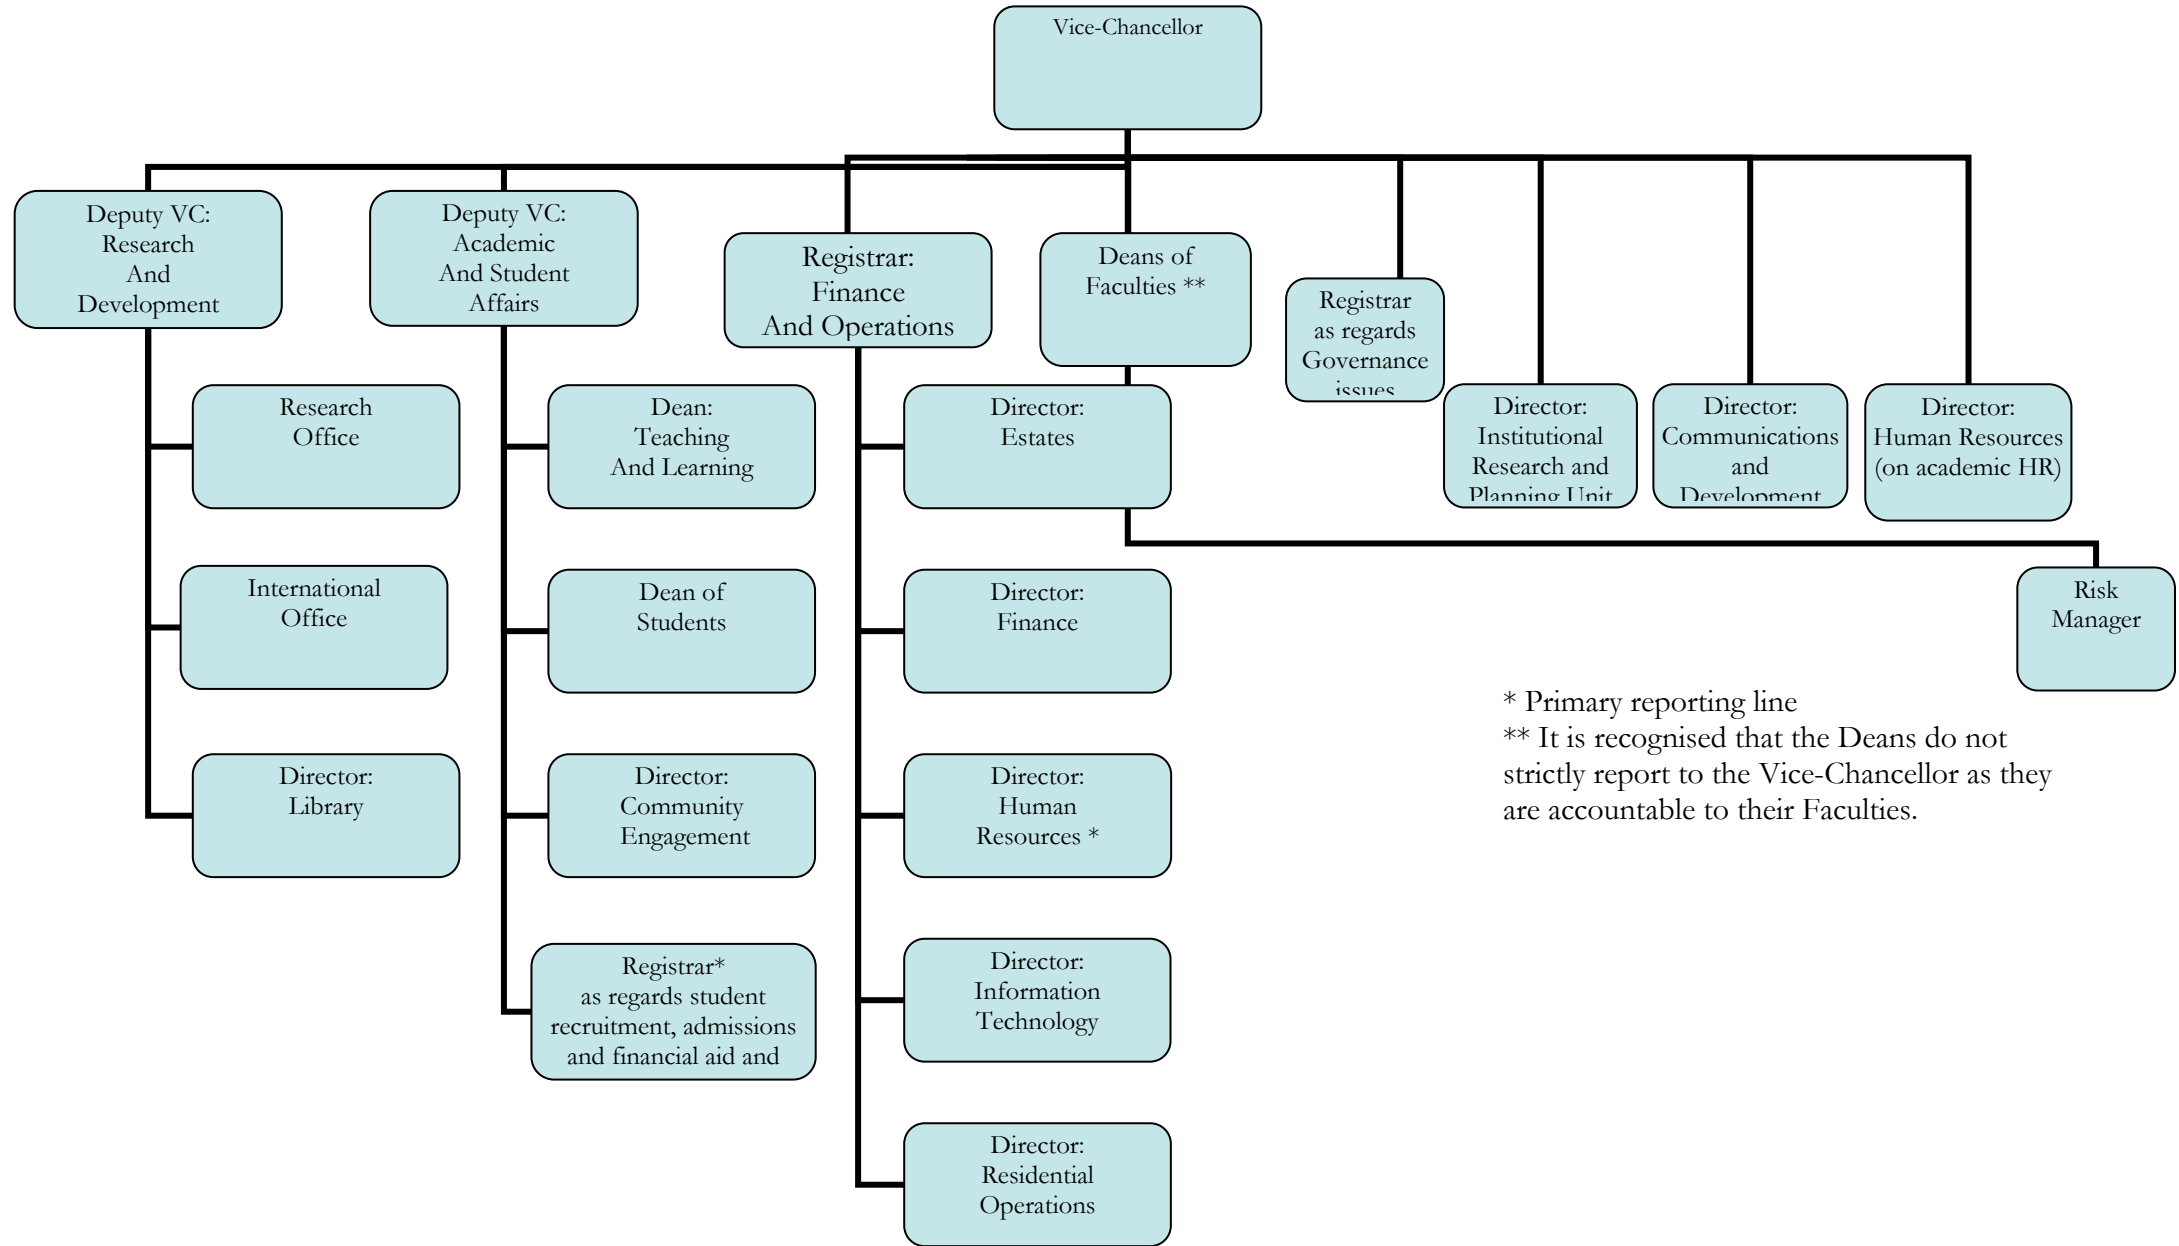 Vice-Chancellor
Deputy VC:
Research
And
Development
Deputy VC:
Academic
And Student
Affairs
Registrar:
Finance
And Operations
Deans of
Faculties **
Registrar
as regards
Governance
issues
Director:
Institutional
Research and
Planning Unit
Director:
Communications
and
Development
Director:
Human Resources
(on academic HR)
Research
Office
Dean:
Teaching
And Learning
Director:
Estates
International
Office
Dean of
Students
Director:
Finance
Risk
Manager
Director:
Library
Director:
Community
Engagement
Director:
Human
Resources *
* Primary reporting line
** It is recognised that the Deans do not
strictly report to the Vice-Chancellor as they
are accountable to their Faculties.
Registrar*
as regards student
recruitment, admissions
and financial aid and
Director:
Information
Technology
Director:
Residential
Operations